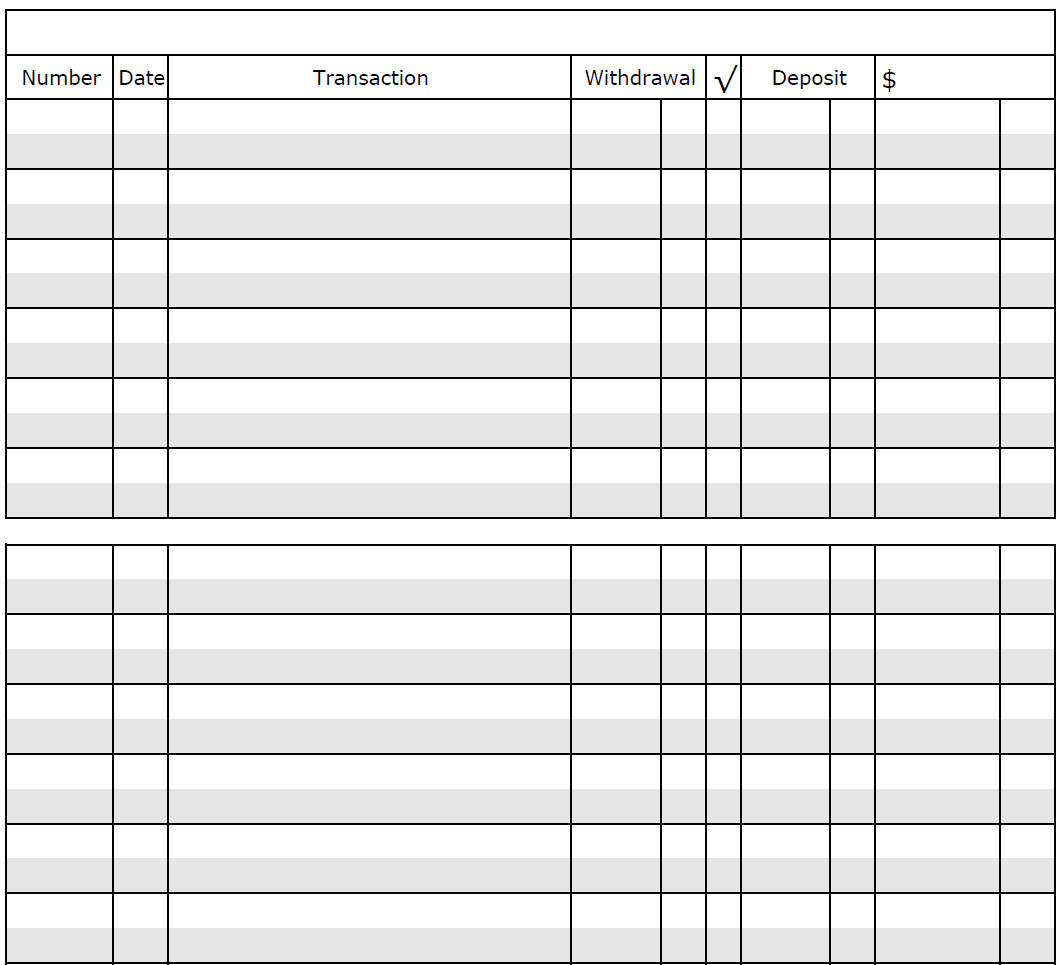 Number Date Transaction Withdrawal √ Deposit $